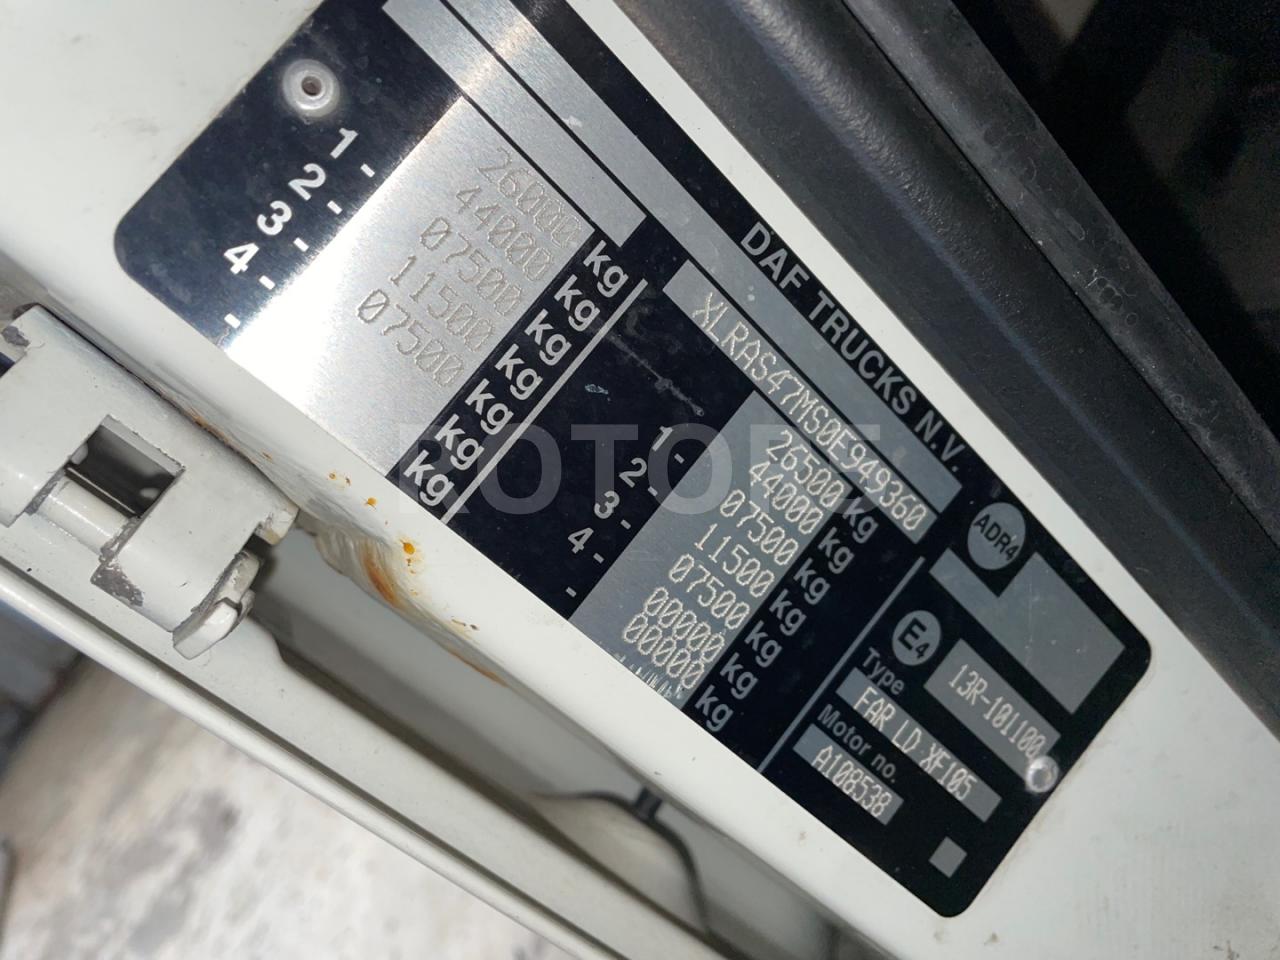 DAF TRUCKS N.V.
XLRAS47MS0E949360
26500 kg
44000 kg
1- 07500 kg
2- 11500 kg
3- 07500 kg
4- 00000 kg
- 00000 kg
26000 kg
44000 kg
1- 07500 kg
2- 11500 kg
3- 07500 kg
4- kg
- kg
ADR4
E4
13R-101100
Type
FAR LD XF105
Motor no.
A108538
ROTORE